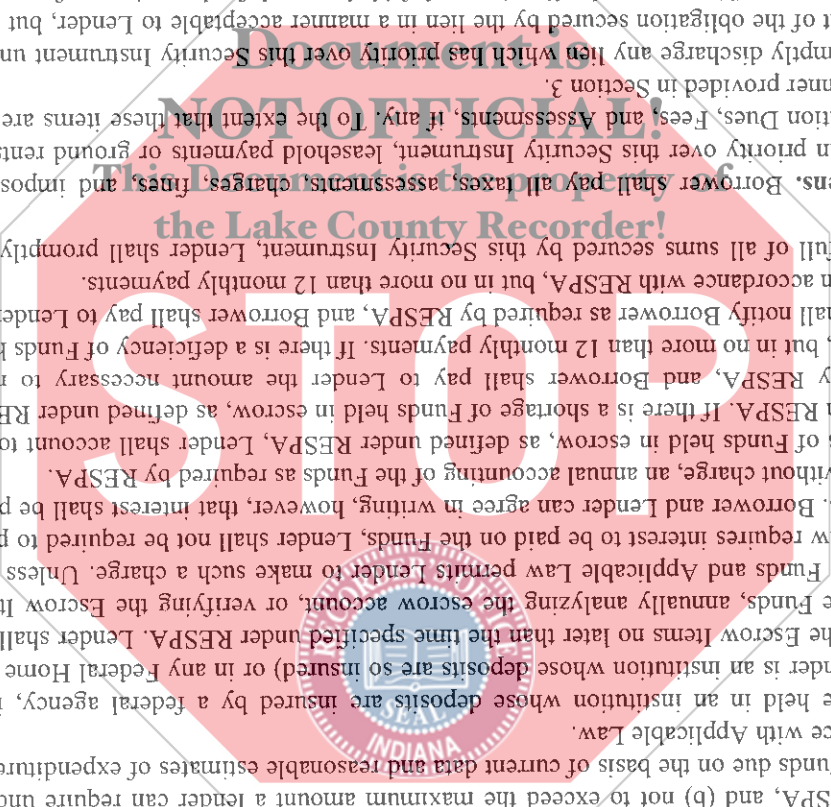 Document is
NOT OFFICIAL!
This Document is the property of
the Lake County Recorder!
STOP
RECORDER
SEAL
INDIANA
SPA, and (b) not to exceed the maximum amount a lender can require und
unds due on the basis of current data and reasonable estimates of expenditur
ce with Applicable Law.
e held in an institution whose deposits are insured by a federal agency,
nder is an institution whose deposits are so insured) or in any Federal Home
he Escrow Items no later than the time specified under RESPA. Lender shall
e Funds, annually analyzing the escrow account, or verifying the Escrow It
Funds and Applicable Law permits Lender to make such a charge. Unless
w requires interest to be paid on the Funds, Lender shall not be required to p
. Borrower and Lender can agree in writing, however, that interest shall be p
without charge, an annual accounting of the Funds as required by RESPA.
s of Funds held in escrow, as defined under RESPA, Lender shall account to
h RESPA. If there is a shortage of Funds held in escrow, as defined under RE
y RESPA, and Borrower shall pay to Lender the amount necessary to
, but in no more than 12 monthly payments. If there is a deficiency of Funds h
hall notify Borrower as required by RESPA, and Borrower shall pay to Lende
n accordance with RESPA, but in no more than 12 monthly payments.
ull of all sums secured by this Security Instrument, Lender shall promptly
ens. Borrower shall pay all taxes, assessments, charges, fines, and impos
n priority over this Security Instrument, leasehold payments or ground rents
ition Dues, Fees, and Assessments, if any. To the extent that these items are
nner provided in Section 3.
mptly discharge any lien which has priority over this Security Instrument un
t of the obligation secured by the lien in a manner acceptable to Lender, but